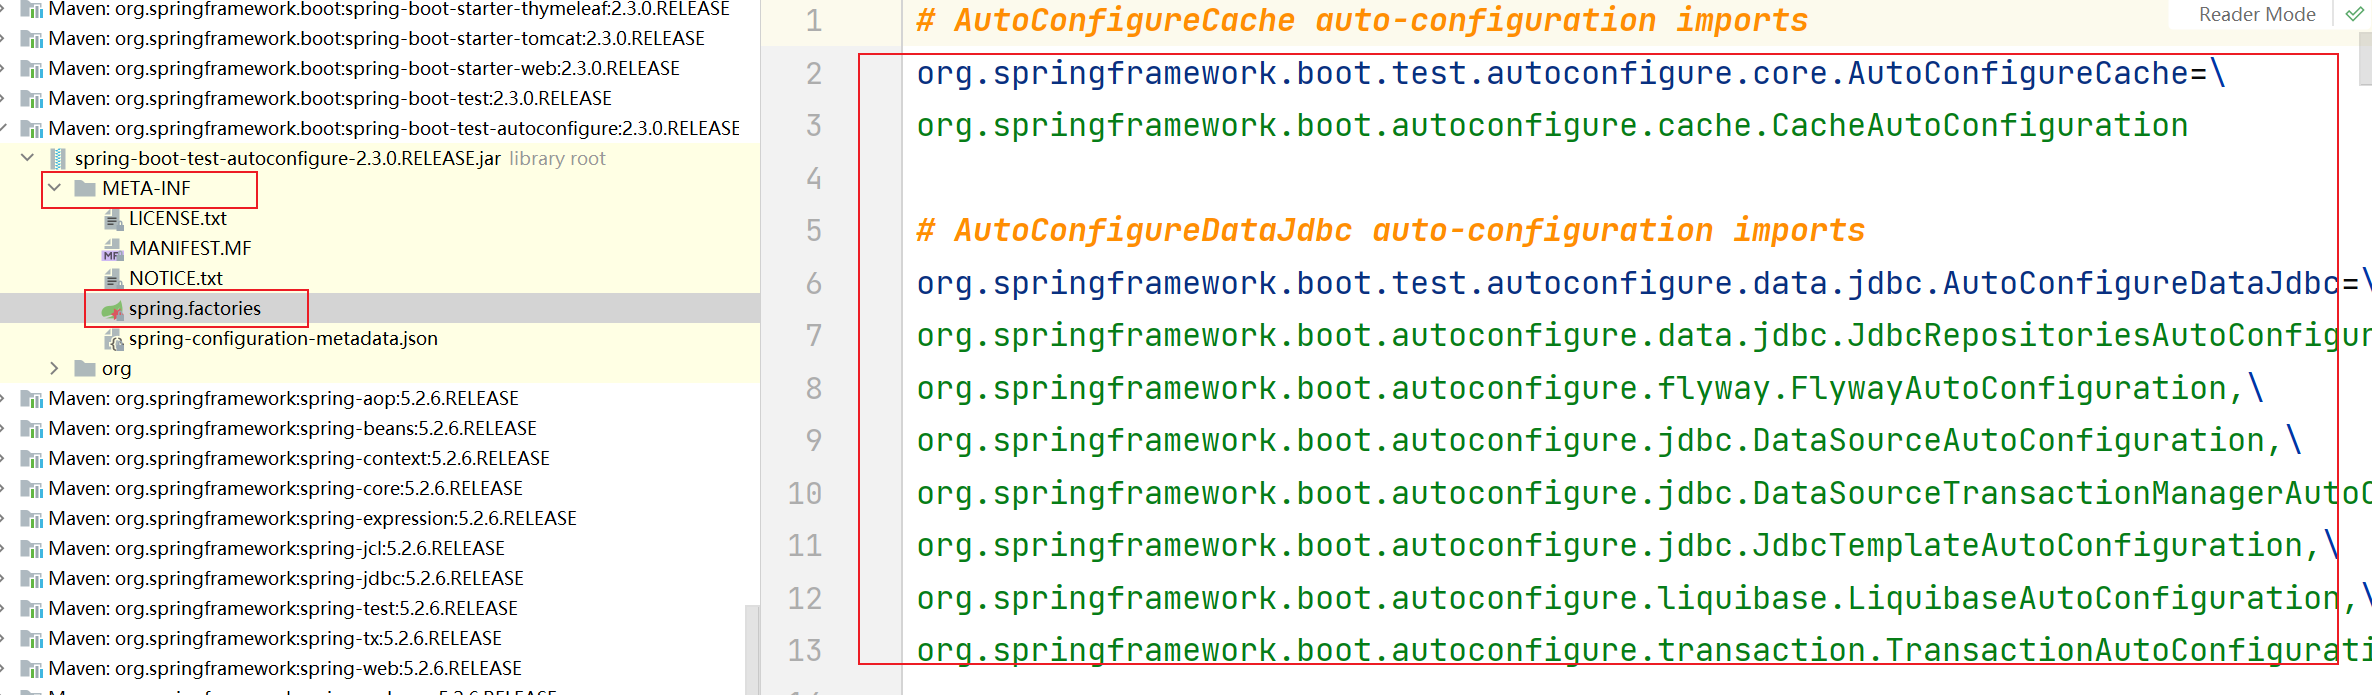 Maven: org.springframework.boot:spring-boot-starter-thymeleaf:2.3.0.RELEASE
Maven: org.springframework.boot:spring-boot-starter-tomcat:2.3.0.RELEASE
Maven: org.springframework.boot:spring-boot-starter-web:2.3.0.RELEASE
Maven: org.springframework.boot:spring-boot-test:2.3.0.RELEASE
Maven: org.springframework.boot:spring-boot-test-autoconfigure:2.3.0.RELEASE
spring-boot-test-autoconfigure-2.3.0.RELEASE.jar library root
META-INF
LICENSE.txt
MANIFEST.MF
NOTICE.txt
spring.factories
spring-configuration-metadata.json
org
Maven: org.springframework:spring-aop:5.2.6.RELEASE
Maven: org.springframework:spring-beans:5.2.6.RELEASE
Maven: org.springframework:spring-context:5.2.6.RELEASE
Maven: org.springframework:spring-core:5.2.6.RELEASE
Maven: org.springframework:spring-expression:5.2.6.RELEASE
Maven: org.springframework:spring-jcl:5.2.6.RELEASE
Maven: org.springframework:spring-jdbc:5.2.6.RELEASE
Maven: org.springframework:spring-test:5.2.6.RELEASE
Maven: org.springframework:spring-tx:5.2.6.RELEASE
Maven: org.springframework:spring-web:5.2.6.RELEASE
Reader Mode
1 # AutoConfigureCache auto-configuration imports
2 org.springframework.boot.test.autoconfigure.core.AutoConfigureCache=\
3 org.springframework.boot.autoconfigure.cache.CacheAutoConfiguration
4
5 # AutoConfigureDataJdbc auto-configuration imports
6 org.springframework.boot.test.autoconfigure.data.jdbc.AutoConfigureDataJdbc=\
7 org.springframework.boot.autoconfigure.data.jdbc.JdbcRepositoriesAutoConfigur
8 org.springframework.boot.autoconfigure.flyway.FlywayAutoConfiguration,\
9 org.springframework.boot.autoconfigure.jdbc.DataSourceAutoConfiguration,\
10 org.springframework.boot.autoconfigure.jdbc.DataSourceTransactionManagerAutoC
11 org.springframework.boot.autoconfigure.jdbc.JdbcTemplateAutoConfiguration,\
12 org.springframework.boot.autoconfigure.liquibase.LiquibaseAutoConfiguration,\
13 org.springframework.boot.autoconfigure.transaction.TransactionAutoConfigurati